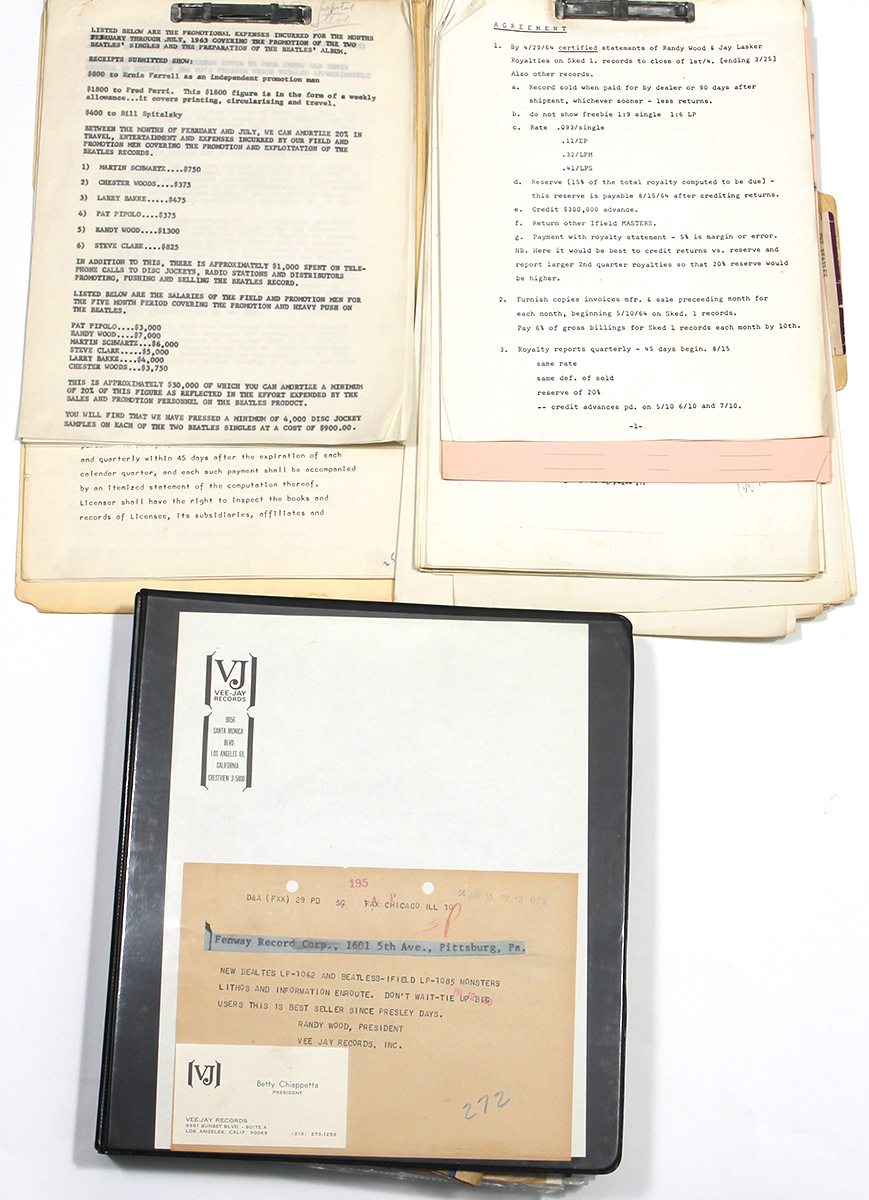 Capitol
LISTED BELOW ARE THE PROMOTIONAL EXPENSES INCURRED FOR THE MONTHS
FEBRUARY THROUGH JULY, 1963 COVERING THE PROMOTION OF THE TWO
BEATLES' SINGLES AND THE PREPARATION OF THE BEATLES' ALBUM.
RECEIPTS SUBMITTED SHOW:
$800 to Ernie Farrell as an independent promotion man
$1800 to Fred Perri. This $1800 figure is in the form of a weekly
allowance...it covers printing, circularizing and travel.
$400 to Bill Spitalsky
BETWEEN THE MONTHS OF FEBRUARY AND JULY, WE CAN AMORTIZE 20% IN
TRAVEL, ENTERTAINMENT AND EXPENSES INCURRED BY OUR FIELD AND
PROMOTION MEN COVERING THE PROMOTION AND EXPLOITATION OF THE
BEATLES RECORDS.
1) MARTIN SCHWARTZ....$750
2) CHESTER WOODS....$375
3) LARRY BAKKE.....$475
4) PAT PIPOLO....$375
5) RANDY WOOD....$1300
6) STEVE CLARK....$825
IN ADDITION TO THIS, THERE IS APPROXIMATELY $1,000 SPENT ON TELE-
PHONE CALLS TO DISC JOCKEYS, RADIO STATIONS AND DISTRIBUTORS
PROMOTING, PUSHING AND SELLING THE BEATLES RECORD.
LISTED BELOW ARE THE SALARIES OF THE FIELD AND PROMOTION MEN FOR
THE FIVE MONTH PERIOD COVERING THE PROMOTION AND HEAVY PUSH ON
THE BEATLES.
PAT PIPOLO....$3,000
RANDY WOOD....$7,000
MARTIN SCHWARTZ...$6,000
STEVE CLARK.....$5,000
LARRY BAKKE....$4,000
CHESTER WOODS...$3,750
THIS IS APPROXIMATELY $30,000 OF WHICH YOU CAN AMORTIZE A MINIMUM
OF 20% OF THIS FIGURE AS REFLECTED IN THE EFFORT EXPENDED BY THE
SALES AND PROMOTION PERSONNEL ON THE BEATLES PRODUCT.
YOU WILL FIND THAT WE HAVE PRESSED A MINIMUM OF 4,000 DISC JOCKEY
SAMPLES ON EACH OF THE TWO BEATLES SINGLES AT A COST OF $900.00.
and quarterly within 45 days after the expiration of each
calendar quarter, and each such payment shall be accompanied
by an itemized statement of the computation thereof.
Licensor shall have the right to inspect the books and
records of Licensee, its subsidiaries, affiliates and
AGREEMENT
1. By 4/29/64 certified statements of Randy Wood & Jay Lasker
Royalties on Sked 1. records to close of 1st/4. [ending 3/25]
Also other records.
a. Record sold when paid for by dealer or 90 days after
shipment, whichever sooner - less returns.
b. do not show freebie 1:9 single 1:6 LP
c. Rate .093/single
.11/EP
.32/LPM
.41/LPS
d. Reserve [15% of the total royalty computed to be due] -
this reserve is payable 8/15/64 after crediting returns.
e. Credit $300,000 advance.
f. Return other Ifield MASTERS.
g. Payment with royalty statement - 5% is margin or error.
NB. Here it would be best to credit returns vs. reserve and
report larger 2nd quarter royalties so that 20% reserve would
be higher.
2. Furnish copies invoices mfr. & sale preceeding month for
each month, beginning 5/10/64 on Sked. 1 records.
Pay 6% of gross billings for Sked 1 records each month by 10th.
3. Royalty reports quarterly - 45 days begin. 8/15
same rate
same def. of sold
reserve of 20%
-- credit advances pd. on 5/10 6/10 and 7/10.
-1-
VJ
VEE-JAY
RECORDS
9056
SANTA MONICA
BLVD.
LOS ANGELES 69,
CALIFORNIA
CRESTVIEW 3-5800
195
D&A (FXX) 29 PD SG FAX CHICAGO ILL 10
Fenway Record Corp., 1601 5th Ave., Pittsburg, Pa.
NEW BEALTES LP-1062 AND BEATLESS-IFIELD LP-1085 MONSTERS
LITHOS AND INFORMATION ENROUTE. DON'T WAIT-TIE UP BIG
USERS THIS IS BEST SELLER SINCE PRESLEY DAYS.
RANDY WOOD, PRESIDENT
VEE JAY RECORDS, INC.
272
[VJ]
Betty Chiappetta
PRESIDENT
VEE-JAY RECORDS
6961 SUNSET BLVD. - SUITE A
LOS ANGELES, CALIF. 90069
(213) 273-1256